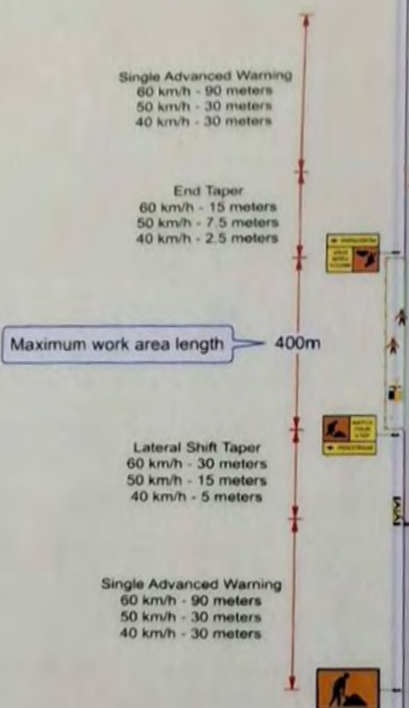 Single Advanced Warning
60 km/h - 90 meters
50 km/h - 30 meters
40 km/h - 30 meters
End Taper
60 km/h - 15 meters
50 km/h - 7.5 meters
40 km/h - 2.5 meters
Maximum work area length
400m
WATCH
YOUR
STEP
Lateral Shift Taper
60 km/h - 30 meters
50 km/h - 15 meters
40 km/h - 5 meters
Single Advanced Warning
60 km/h - 90 meters
50 km/h - 30 meters
40 km/h - 30 meters